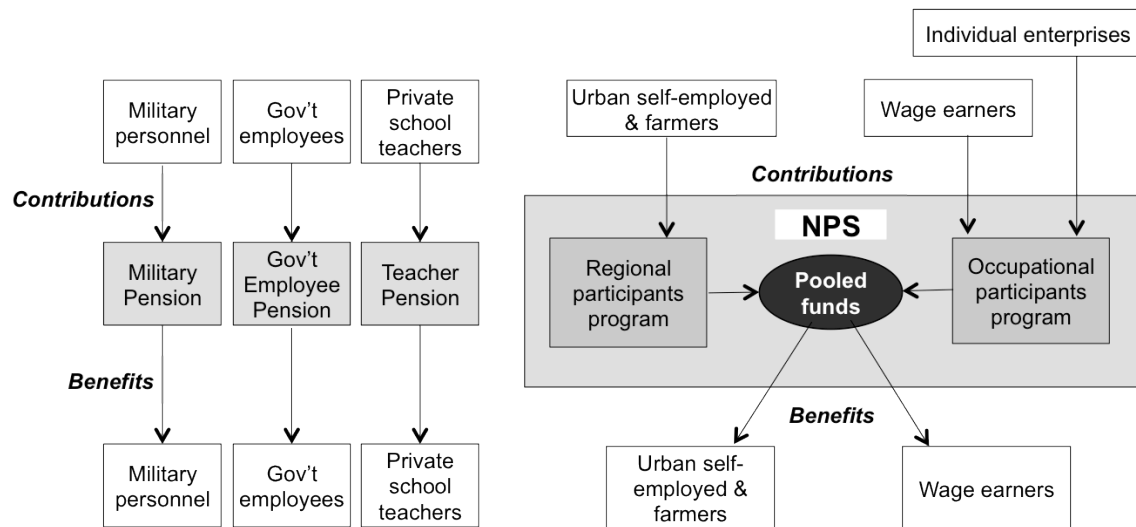 Individual enterprises
Military
personnel
Gov't
employees
Private
school
teachers
Urban self-employed
& farmers
Wage earners
Contributions
Contributions
NPS
Military
Pension
Gov't
Employee
Pension
Teacher
Pension
Regional
participants
program
Pooled
funds
Occupational
participants
program
Benefits
Benefits
Military
personnel
Gov't
employees
Private
school
teachers
Urban self-
employed &
farmers
Wage earners